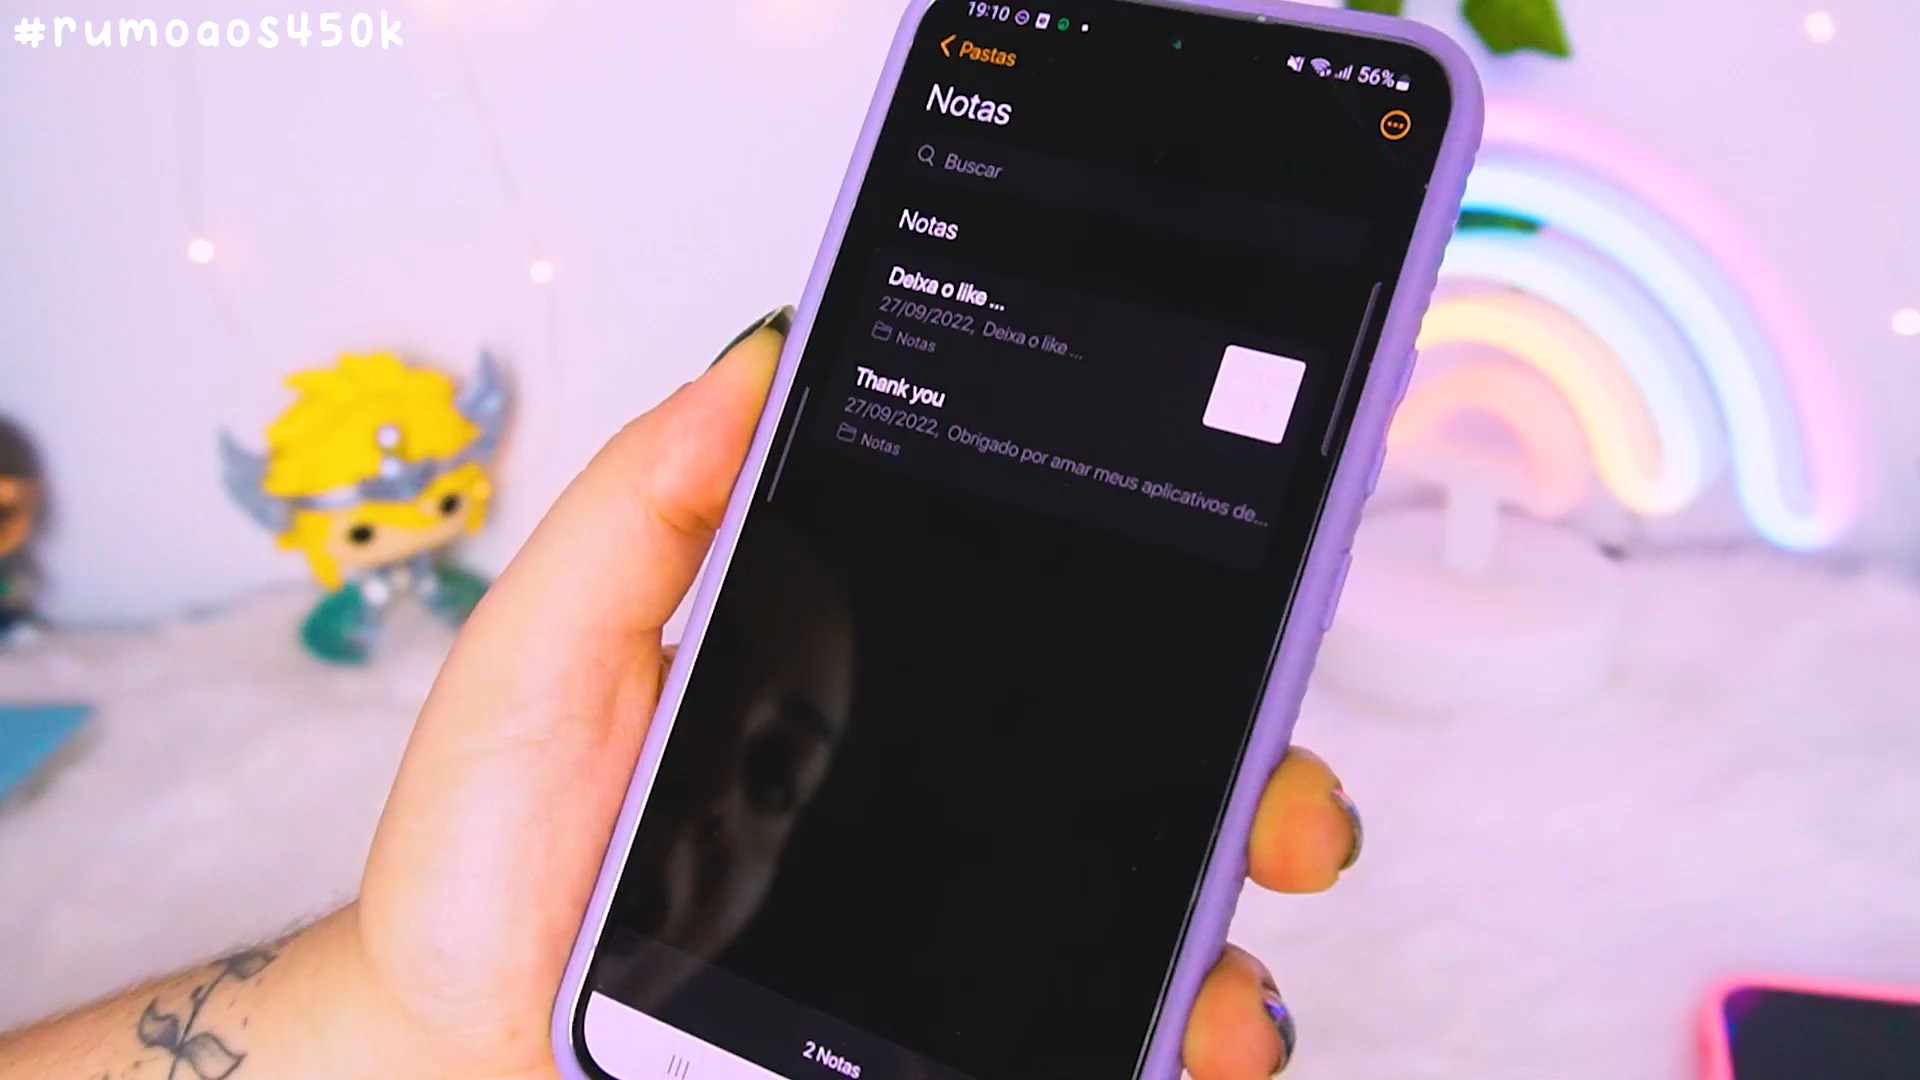 #rumoaos450k
19:10
56%
Pastas
Notas
Buscar
Notas
Deixa o like ...
27/09/2022, Deixa o like ...
Notas
Thank you
27/09/2022, Obrigado por amar meus aplicativos de...
Notas
2 Notas